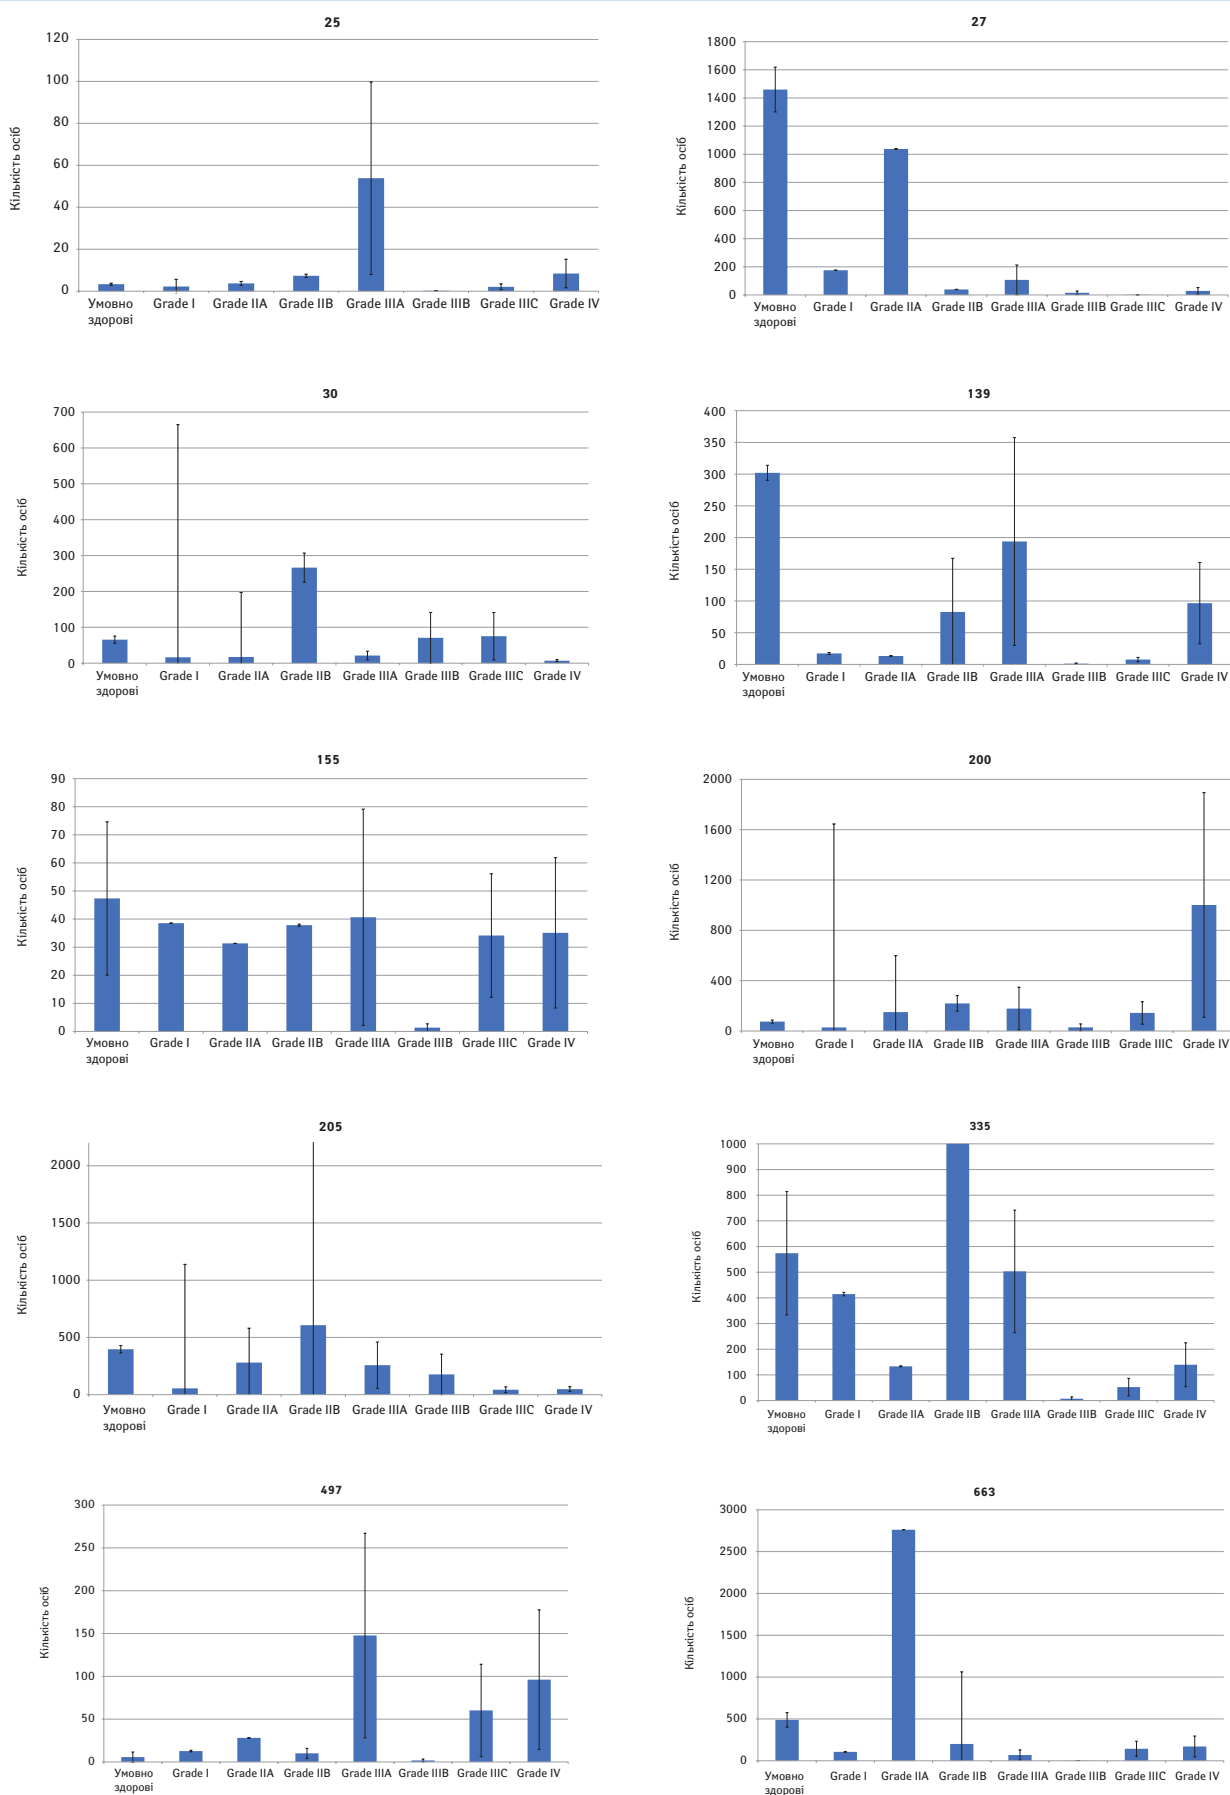 25
120
100
80
60
40
20
0
Кількість осіб
Умовно здорові
Grade I
Grade IIA
Grade IIB
Grade IIIA
Grade IIIB
Grade IIIC
Grade IV
27
1800
1600
1400
1200
1000
800
600
400
200
0
Кількість осіб
Умовно здорові
Grade I
Grade IIA
Grade IIB
Grade IIIA
Grade IIIB
Grade IIIC
Grade IV
30
700
600
500
400
300
200
100
0
Кількість осіб
Умовно здорові
Grade I
Grade IIA
Grade IIB
Grade IIIA
Grade IIIB
Grade IIIC
Grade IV
139
400
350
300
250
200
150
100
50
0
Кількість осіб
Умовно здорові
Grade I
Grade IIA
Grade IIB
Grade IIIA
Grade IIIB
Grade IIIC
Grade IV
155
90
80
70
60
50
40
30
20
10
0
Кількість осіб
Умовно здорові
Grade I
Grade IIA
Grade IIB
Grade IIIA
Grade IIIB
Grade IIIC
Grade IV
200
2000
1600
1200
800
400
0
Кількість осіб
Умовно здорові
Grade I
Grade IIA
Grade IIB
Grade IIIA
Grade IIIB
Grade IIIC
Grade IV
205
2000
1500
1000
500
0
Кількість осіб
Умовно здорові
Grade I
Grade IIA
Grade IIB
Grade IIIA
Grade IIIB
Grade IIIC
Grade IV
335
1000
900
800
700
600
500
400
300
200
100
0
Кількість осіб
Умовно здорові
Grade I
Grade IIA
Grade IIB
Grade IIIA
Grade IIIB
Grade IIIC
Grade IV
497
300
250
200
150
100
50
0
Кількість осіб
Умовно здорові
Grade I
Grade IIA
Grade IIB
Grade IIIA
Grade IIIB
Grade IIIC
Grade IV
663
3000
2500
2000
1500
1000
500
0
Кількість осіб
Умовно здорові
Grade I
Grade IIA
Grade IIB
Grade IIIA
Grade IIIB
Grade IIIC
Grade IV